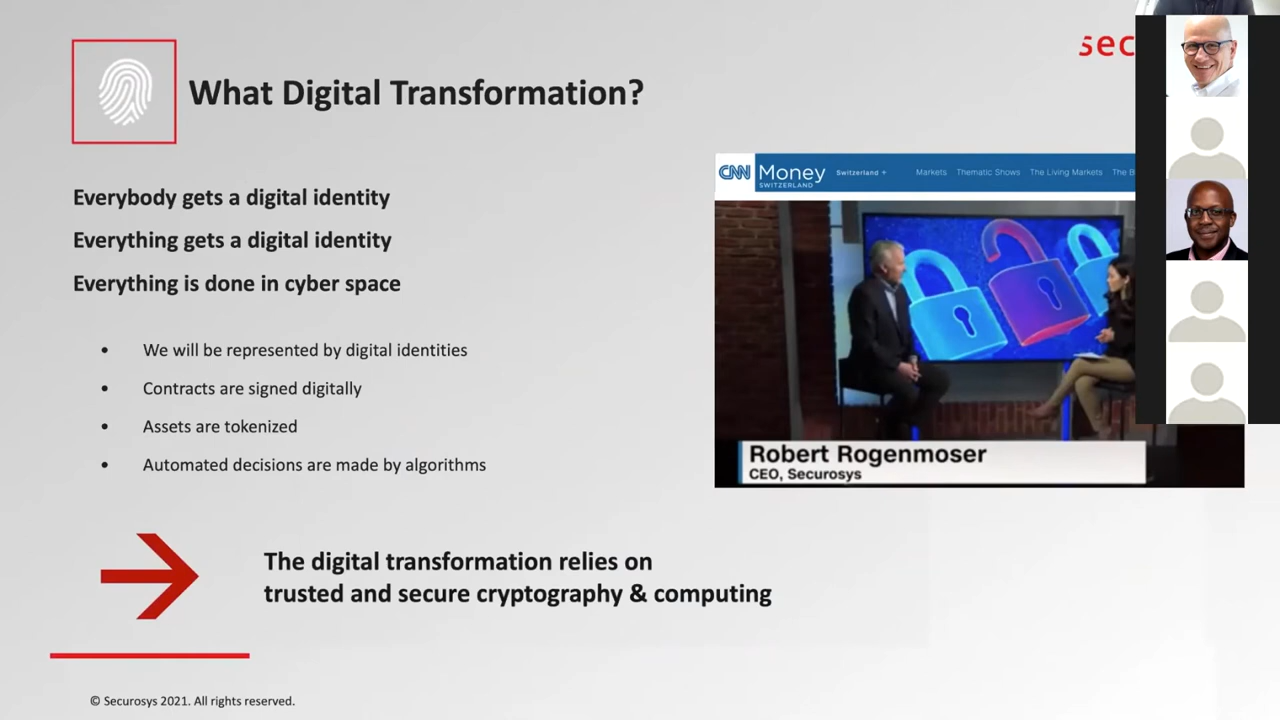 What Digital Transformation?
sec
Everybody gets a digital identity
Everything gets a digital identity
Everything is done in cyber space
• We will be represented by digital identities
• Contracts are signed digitally
• Assets are tokenized
• Automated decisions are made by algorithms
CNN Money SWITZERLAND Switzerland + Markets Thematic Shows The Living Markets The B
Robert Rogenmoser
CEO, Securosys
The digital transformation relies on
trusted and secure cryptography & computing
© Securosys 2021. All rights reserved.